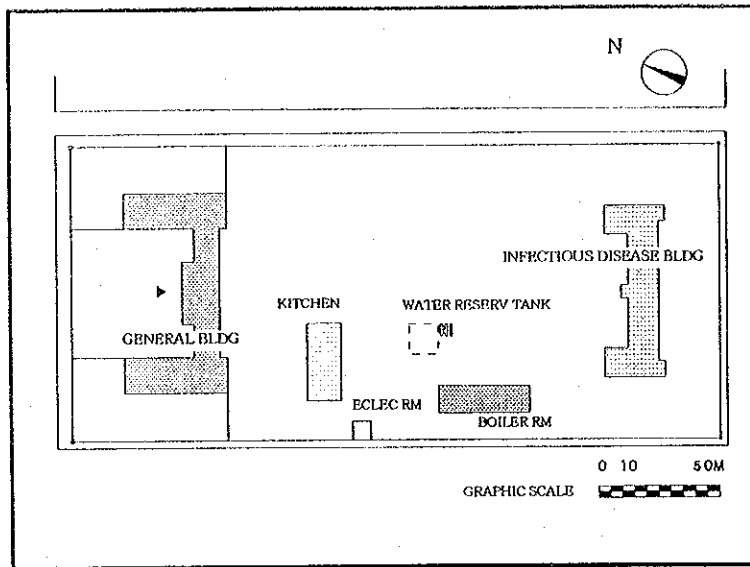 N
INFECTIOUS DISEASE BLDG
KITCHEN
WATER RESERV TANK
GENERAL BLDG
ECLEC RM
BOILER RM
0 10 50M
GRAPHIC SCALE